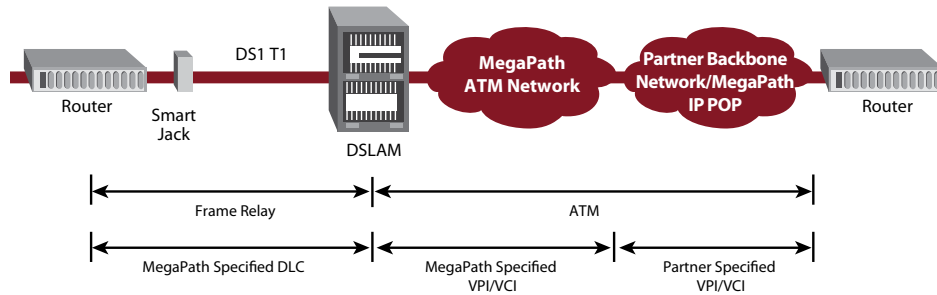 DS1 T1
MegaPath
ATM Network
Partner Backbone
Network/MegaPath
IP POP
Router
Smart
Jack
DSLAM
Router
Frame Relay
ATM
MegaPath Specified DLC
MegaPath Specified
VPI/VCI
Partner Specified
VPI/VCI